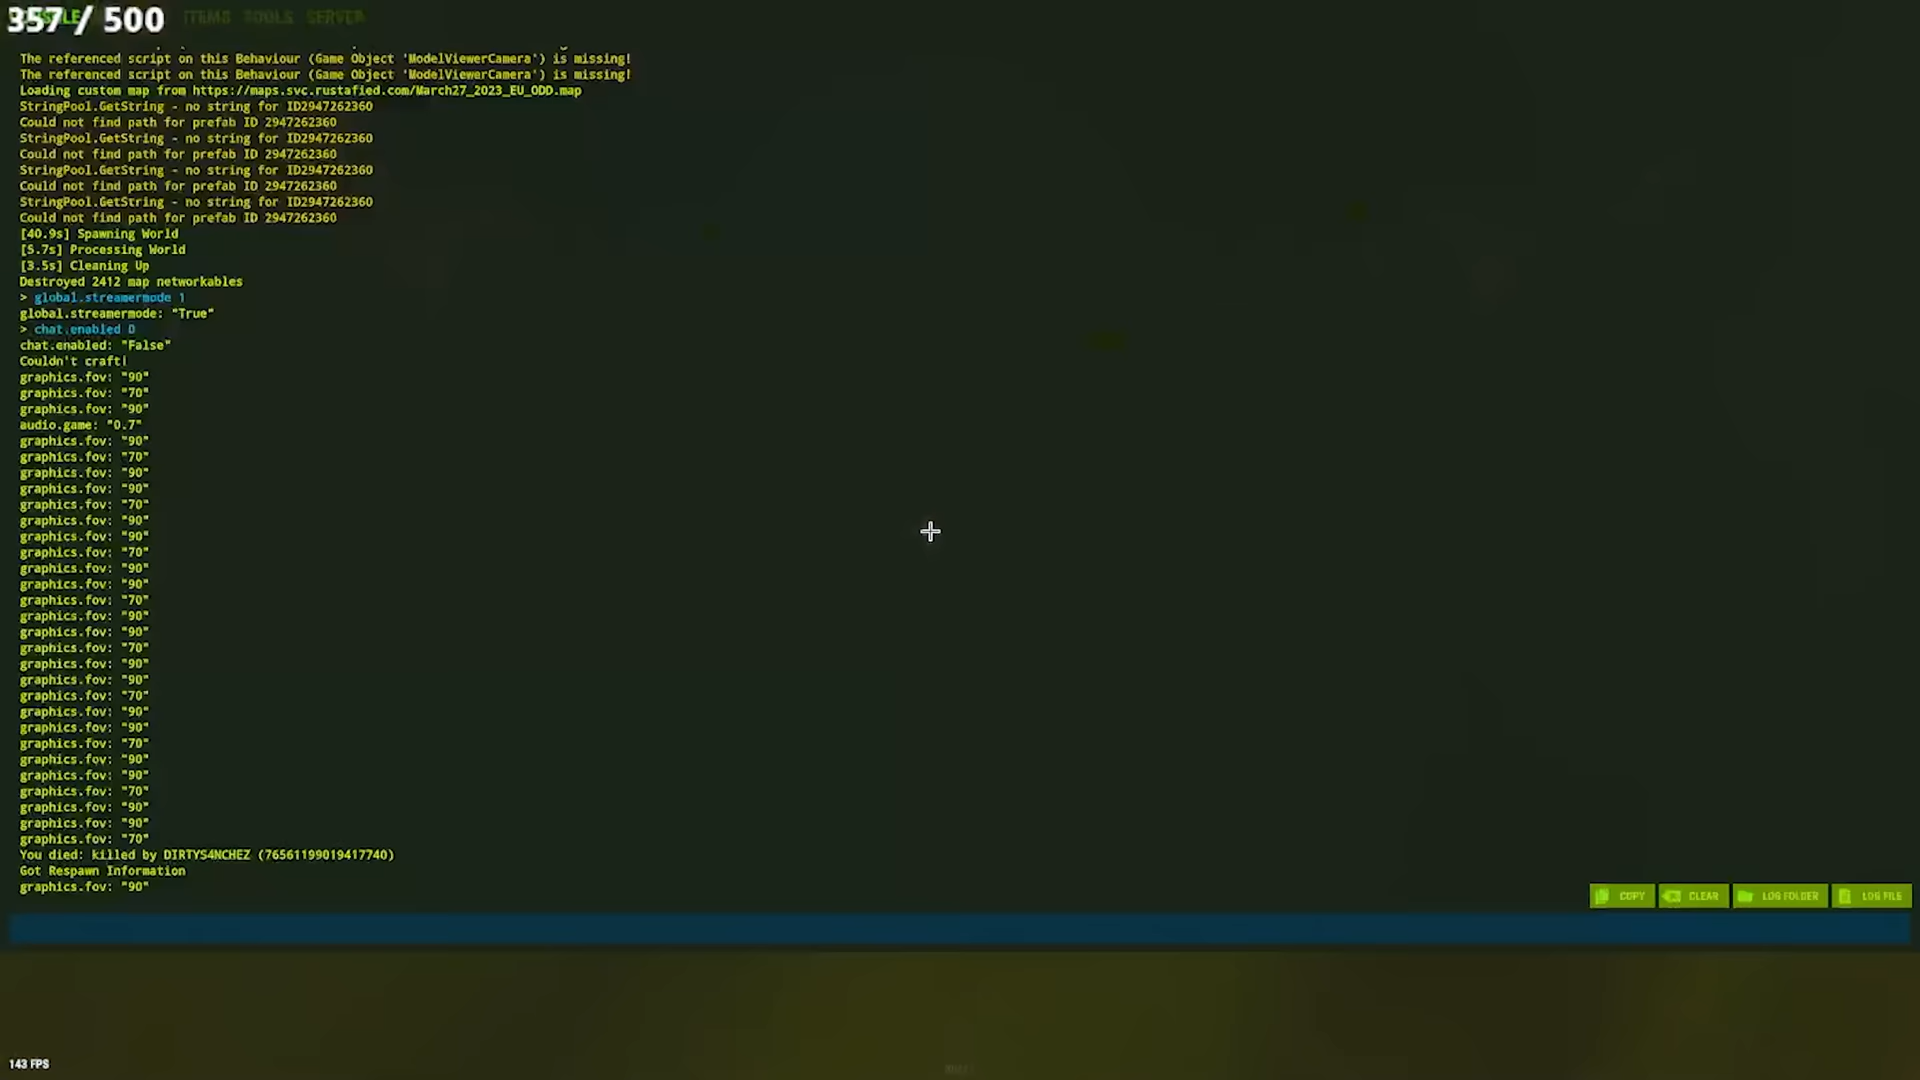 357 / 500
ITEMS TOOLS SERVER
The referenced script on this Behaviour (Game Object 'ModelViewerCamera') is missing!
The referenced script on this Behaviour (Game Object 'ModelViewerCamera') is missing!
Loading custom map from https://maps.svc.rustafied.com/March27_2023_EU_ODD.map
StringPool.GetString - no string for ID2947262360
Could not find path for prefab ID 2947262360
StringPool.GetString - no string for ID2947262360
Could not find path for prefab ID 2947262360
StringPool.GetString - no string for ID2947262360
Could not find path for prefab ID 2947262360
StringPool.GetString - no string for ID2947262360
Could not find path for prefab ID 2947262360
[40.9s] Spawning World
[5.7s] Processing World
[3.5s] Cleaning Up
Destroyed 2412 map networkables
> global.streamermode 1
global.streamermode: "True"
> chat.enabled 0
chat.enabled: "False"
Couldn't craft!
graphics.fov: "90"
graphics.fov: "70"
graphics.fov: "90"
audio.game: "0.7"
graphics.fov: "90"
graphics.fov: "70"
graphics.fov: "90"
graphics.fov: "90"
graphics.fov: "70"
graphics.fov: "90"
graphics.fov: "90"
graphics.fov: "70"
graphics.fov: "90"
graphics.fov: "90"
graphics.fov: "70"
graphics.fov: "90"
graphics.fov: "90"
graphics.fov: "70"
graphics.fov: "90"
graphics.fov: "90"
graphics.fov: "70"
graphics.fov: "90"
graphics.fov: "90"
graphics.fov: "70"
graphics.fov: "90"
graphics.fov: "90"
graphics.fov: "70"
graphics.fov: "90"
graphics.fov: "90"
graphics.fov: "70"
You died: killed by DIRTYS4NCHEZ (76561199019417740)
Got Respawn Information
graphics.fov: "90"
COPY CLEAR LOG FOLDER LOG FILE
143 FPS